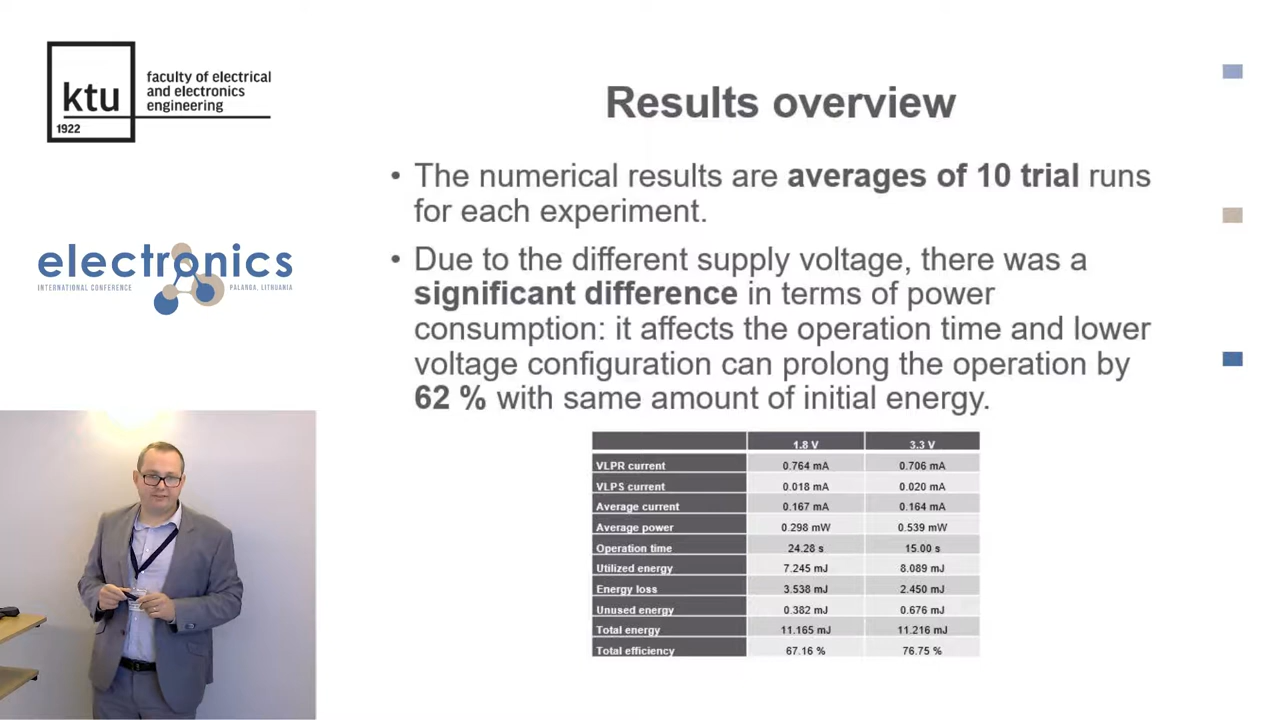 ktu
1922
faculty of electrical
and electronics
engineering
electronics
INTERNATIONAL CONFERENCE
PALANGA, LITHUANIA
Results overview
• The numerical results are averages of 10 trial runs
for each experiment.
• Due to the different supply voltage, there was a
significant difference in terms of power
consumption: it affects the operation time and lower
voltage configuration can prolong the operation by
62 % with same amount of initial energy.
1.8 V 3.3 V
VLPR current 0.764 mA 0.706 mA
VLPS current 0.018 mA 0.020 mA
Average current 0.167 mA 0.164 mA
Average power 0.298 mW 0.539 mW
Operation time 24.28 s 15.00 s
Utilized energy 7.245 mJ 8.089 mJ
Energy loss 3.538 mJ 2.450 mJ
Unused energy 0.382 mJ 0.676 mJ
Total energy 11.165 mJ 11.216 mJ
Total efficiency 67.16 % 76.75 %